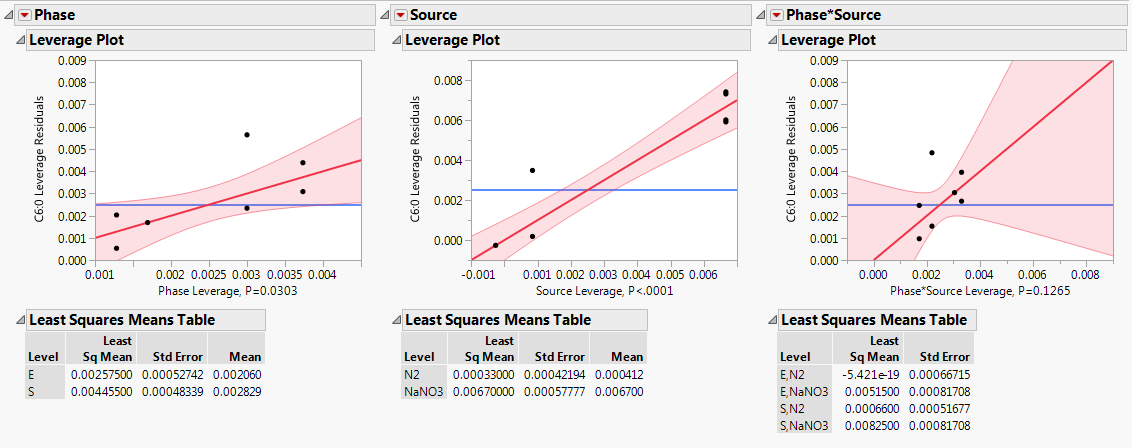 Phase
Leverage Plot
0.009
0.008
0.007
0.006
0.005
0.004
0.003
0.002
0.001
0.000
C6:0 Leverage Residuals
0.001 0.002 0.0025 0.003 0.0035 0.004
Phase Leverage, P=0.0303
Least Squares Means Table
Level Least Sq Mean Std Error Mean
E 0.00257500 0.00052742 0.002060
S 0.00445500 0.00048339 0.002829
Source
Leverage Plot
0.008
0.006
0.004
0.002
0.000
C6:0 Leverage Residuals
-0.001 0.001 0.002 0.003 0.004 0.005 0.006
Source Leverage, P<.0001
Least Squares Means Table
Level Least Sq Mean Std Error Mean
N2 0.00033000 0.00042194 0.000412
NaNO3 0.00670000 0.00057777 0.006700
Phase*Source
Leverage Plot
0.009
0.008
0.007
0.006
0.005
0.004
0.003
0.002
0.001
0.000
C6:0 Leverage Residuals
0.000 0.002 0.004 0.006 0.008
Phase*Source Leverage, P=0.1265
Least Squares Means Table
Level Least Sq Mean Std Error
E,N2 -5.421e-19 0.00066715
E,NaNO3 0.0051500 0.00081708
S,N2 0.0006600 0.00051677
S,NaNO3 0.0082500 0.00081708